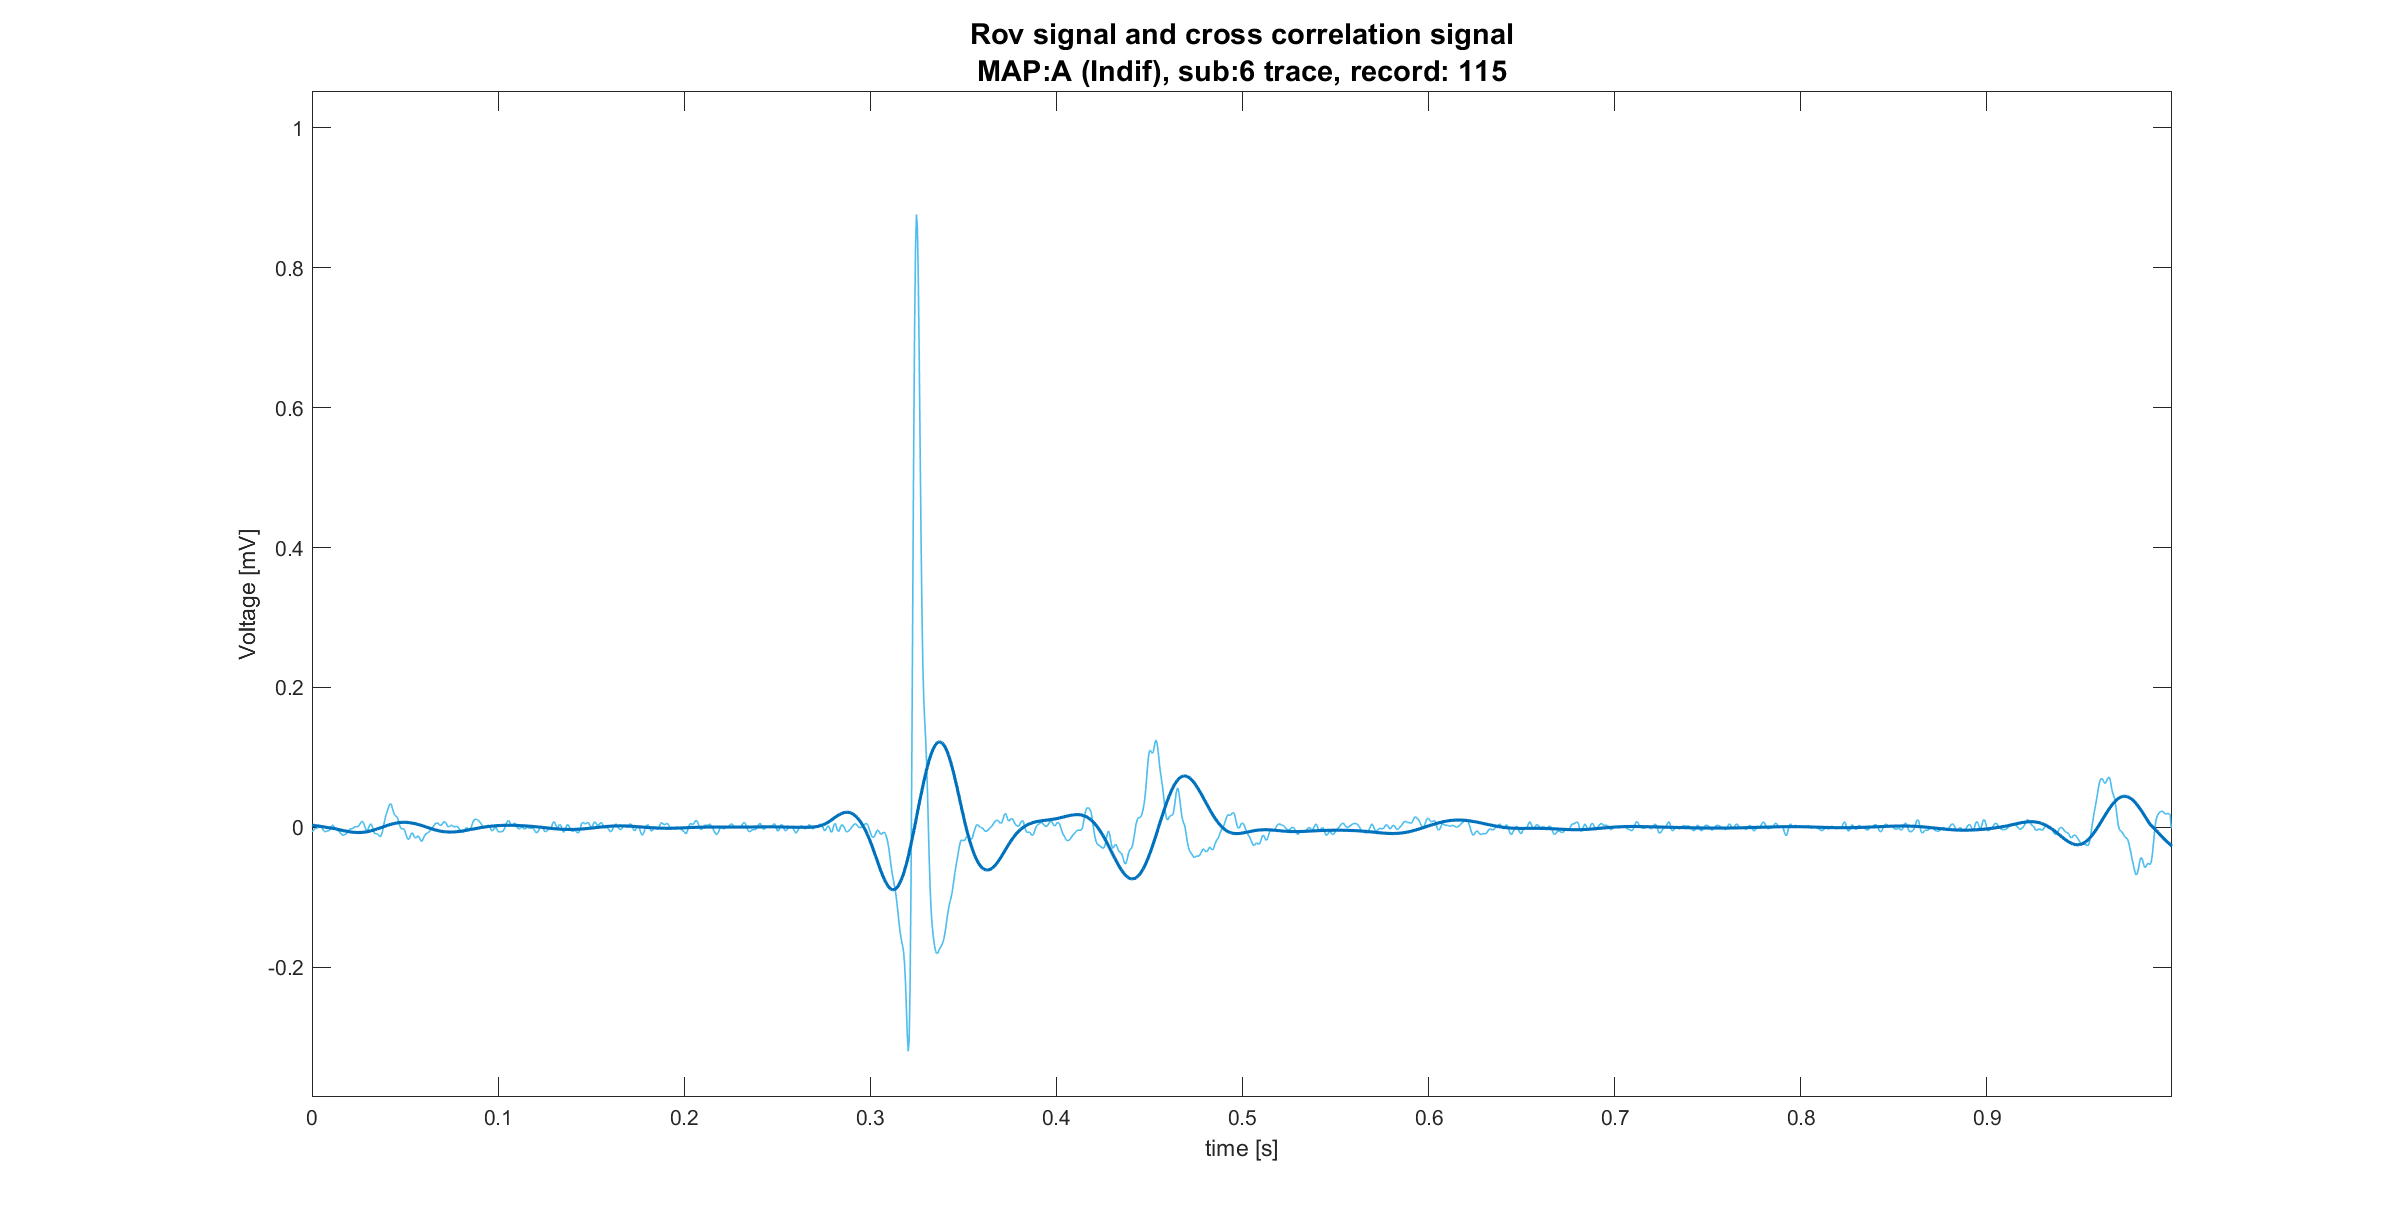 Rov signal and cross correlation signal
MAP:A (Indif), sub:6 trace, record: 115
1
0.8
0.6
0.4
0.2
0
-0.2
Voltage [mV]
0 0.1 0.2 0.3 0.4 0.5 0.6 0.7 0.8 0.9
time [s]